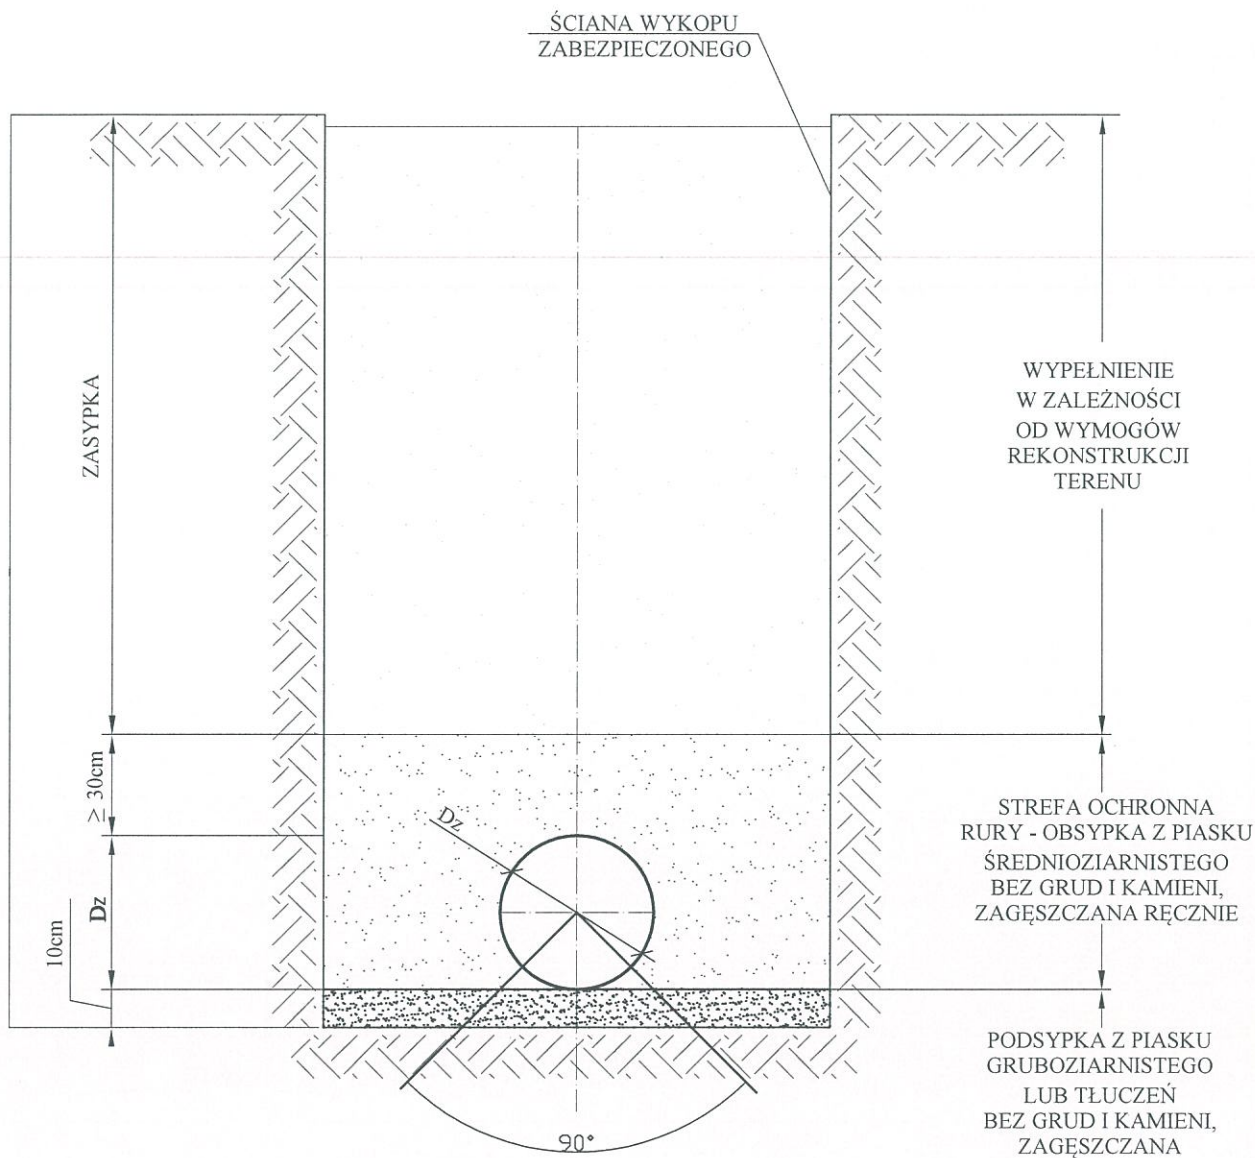 ŚCIANA WYKOPU
ZABEZPIECZONEGO
ZASYPKA
WYPEŁNIENIE
W ZALEŻNOŚCI
OD WYMOGÓW
REKONSTRUKCJI
TERENU
≥ 30cm
Dz
Dz
10cm
STREFA OCHRONNA
RURY - OBSYPKA Z PIASKU
ŚREDNIOZIARNISTEGO
BEZ GRUD I KAMIENI,
ZAGĘSZCZANA RĘCZNIE
PODSYPKA Z PIASKU
GRUBOZIARNISTEGO
LUB TŁUCZEŃ
BEZ GRUD I KAMIENI,
ZAGĘSZCZANA
90°